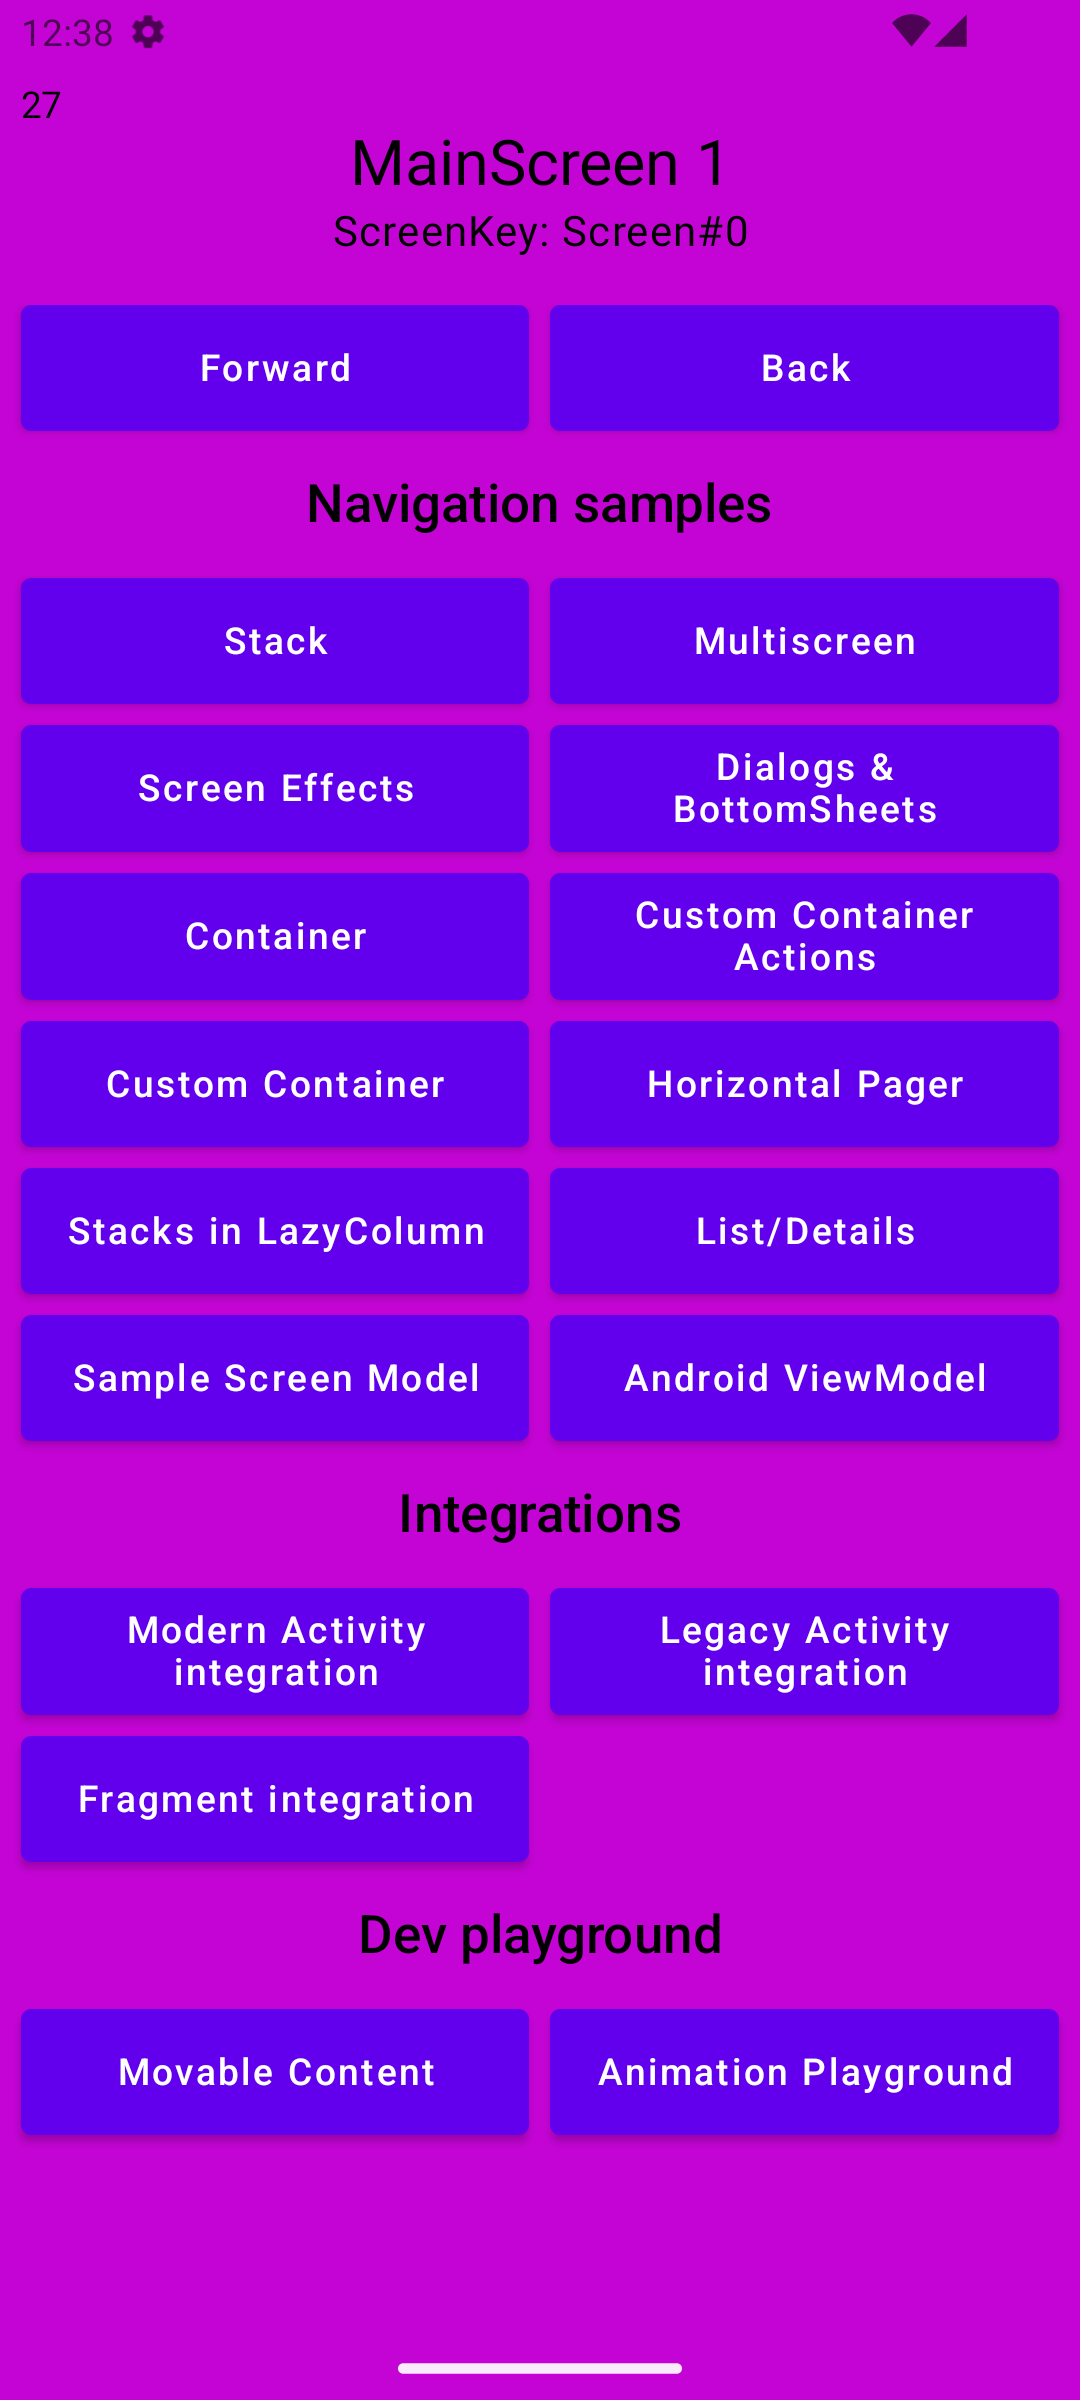 12:38
27
MainScreen 1
ScreenKey: Screen#0
Forward
Back
Navigation samples
Stack
Multiscreen
Screen Effects
Dialogs &
BottomSheets
Container
Custom Container
Actions
Custom Container
Horizontal Pager
Stacks in LazyColumn
List/Details
Sample Screen Model
Android ViewModel
Integrations
Modern Activity
integration
Legacy Activity
integration
Fragment integration
Dev playground
Movable Content
Animation Playground